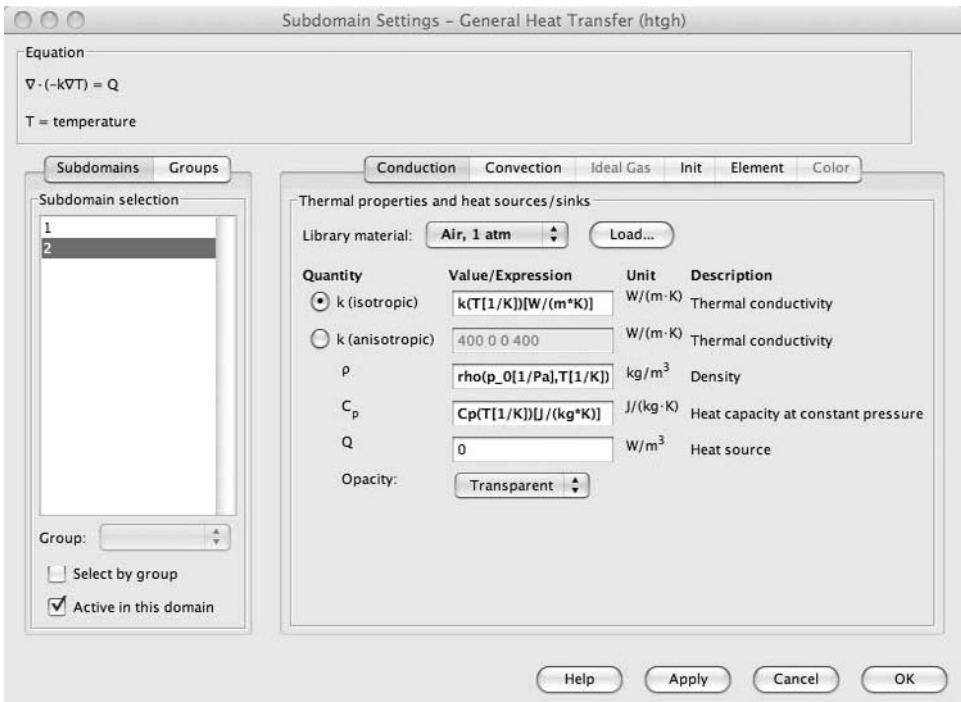 Subdomain Settings – General Heat Transfer (htgh)
Equation
∇·(-k∇T) = Q
T = temperature
Subdomains Groups
Subdomain selection
1
2
Group:
Select by group
Active in this domain
Conduction Convection Ideal Gas Init Element Color
Thermal properties and heat sources/sinks
Library material: Air, 1 atm Load...
Quantity Value/Expression Unit Description
k (isotropic) k(T[1/K])[W/(m*K)] W/(m·K) Thermal conductivity
k (anisotropic) 400 0 0 400 W/(m·K) Thermal conductivity
ρ rho(p_0[1/Pa],T[1/K]) kg/m³ Density
Cp Cp(T[1/K])[J/(kg*K)] J/(kg·K) Heat capacity at constant pressure
Q 0 W/m³ Heat source
Opacity: Transparent
Help Apply Cancel OK